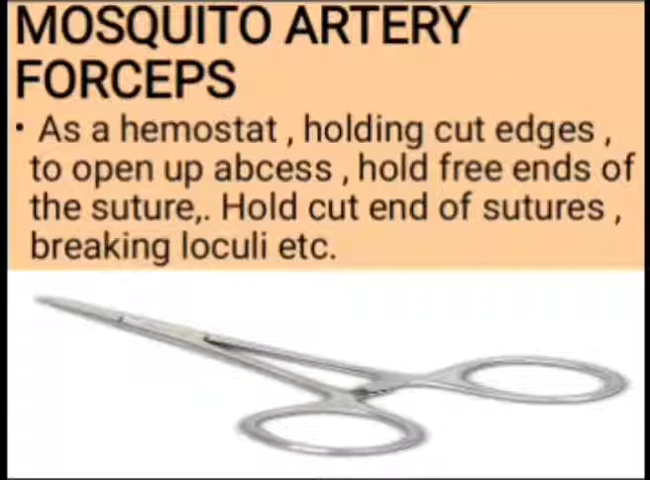 MOSQUITO ARTERY
FORCEPS
• As a hemostat , holding cut edges ,
to open up abcess , hold free ends of
the suture,. Hold cut end of sutures ,
breaking loculi etc.